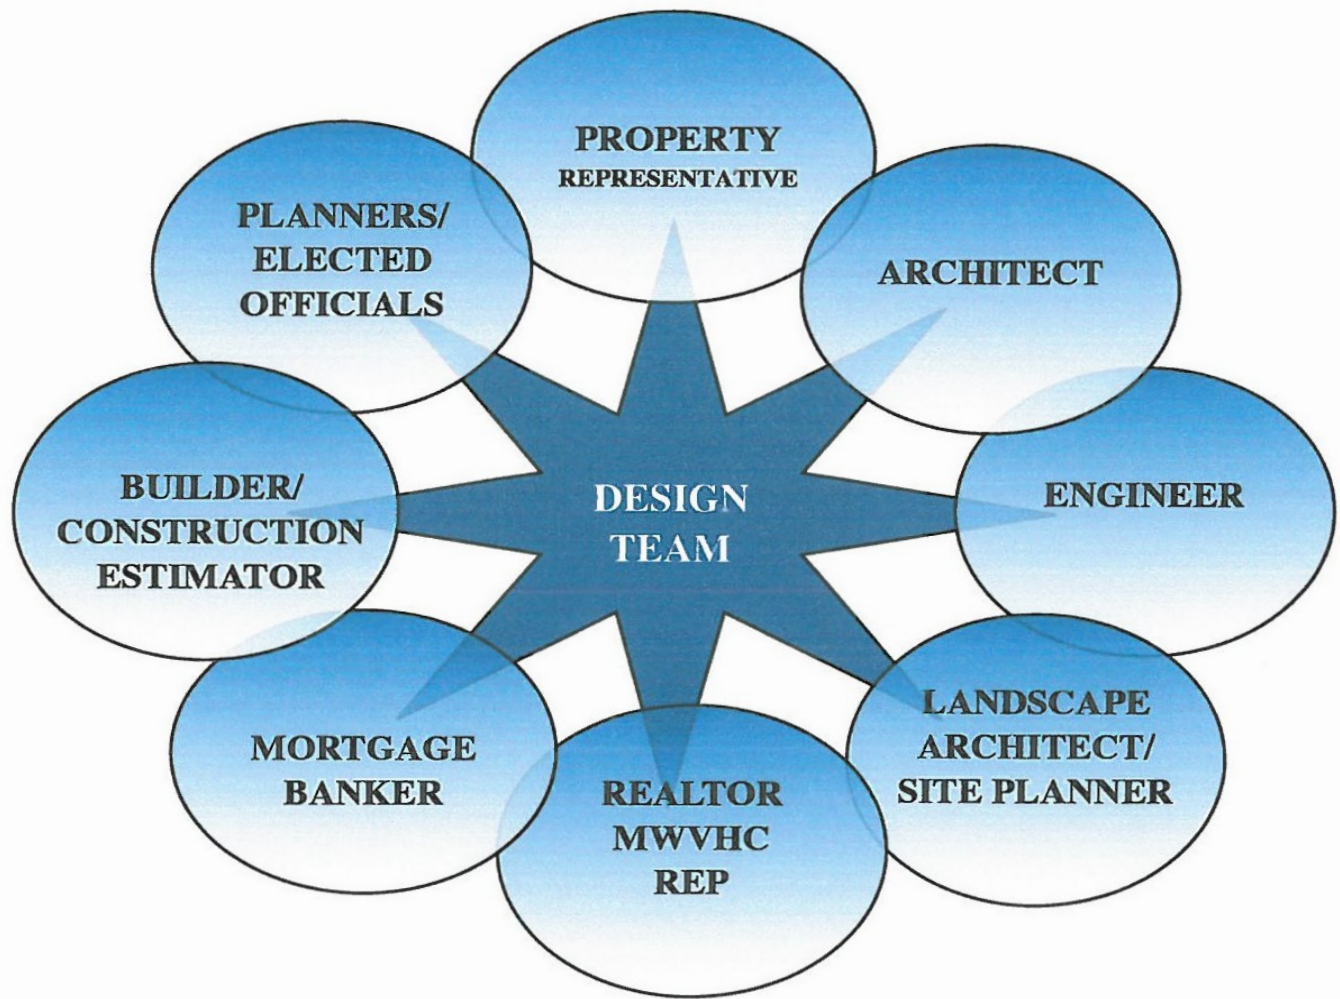 PROPERTY
REPRESENTATIVE
PLANNERS/
ELECTED
OFFICIALS
ARCHITECT
BUILDER/
CONSTRUCTION
ESTIMATOR
DESIGN
TEAM
ENGINEER
MORTGAGE
BANKER
REALTOR
MWVHC
REP
LANDSCAPE
ARCHITECT/
SITE PLANNER